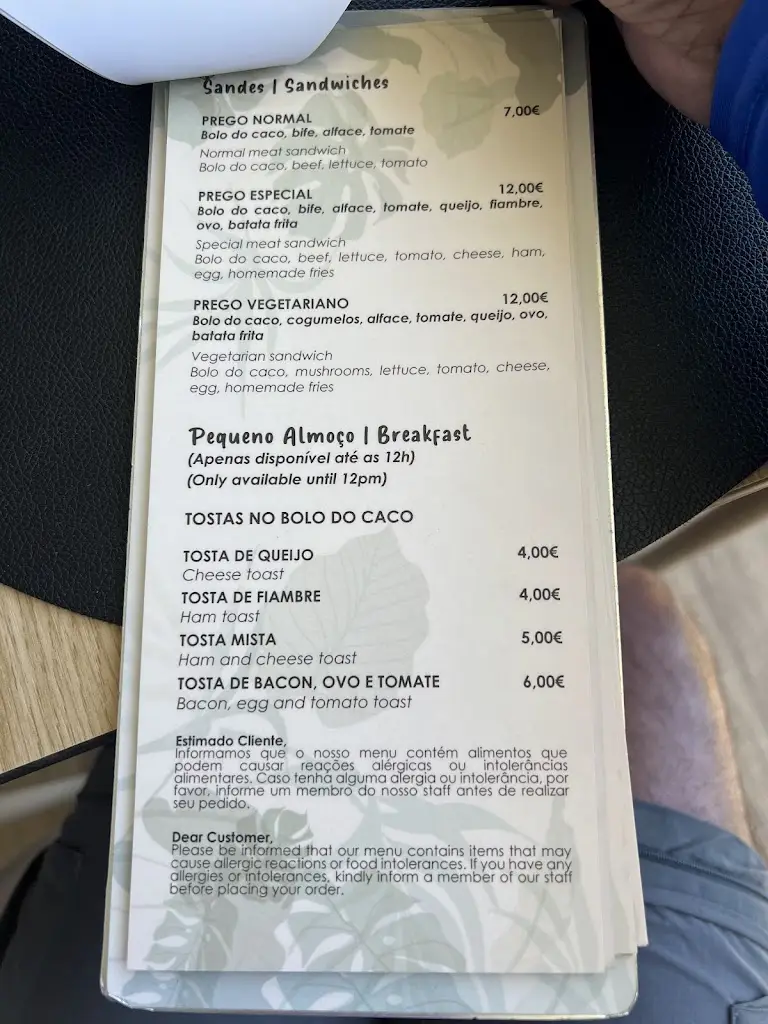 Sandes | Sandwiches
PREGO NORMAL 7,00€
Bolo do caco, bife, alface, tomate
Normal meat sandwich
Bolo do caco, beef, lettuce, tomato
PREGO ESPECIAL 12,00€
Bolo do caco, bife, alface, tomate, queijo, fiambre,
ovo, batata frita
Special meat sandwich
Bolo do caco, beef, lettuce, tomato, cheese, ham,
egg, homemade fries
PREGO VEGETARIANO 12,00€
Bolo do caco, cogumelos, alface, tomate, queijo, ovo,
batata frita
Vegetarian sandwich
Bolo do caco, mushrooms, lettuce, tomato, cheese,
egg, homemade fries
Pequeno Almoço | Breakfast
(Apenas disponível até as 12h)
(Only available until 12pm)
TOSTAS NO BOLO DO CACO
TOSTA DE QUEIJO 4,00€
Cheese toast
TOSTA DE FIAMBRE 4,00€
Ham toast
TOSTA MISTA 5,00€
Ham and cheese toast
TOSTA DE BACON, OVO E TOMATE 6,00€
Bacon, egg and tomato toast
Estimado Cliente,
Informamos que o nosso menu contém alimentos que
podem causar reações alérgicas ou intolerâncias
alimentares. Caso tenha alguma alergia ou intolerância, por
favor, informe um membro do nosso staff antes de realizar
seu pedido.
Dear Customer,
Please be informed that our menu contains items that may
cause allergic reactions or food intolerances. If you have any
allergies or intolerances, kindly inform a member of our staff
before placing your order.